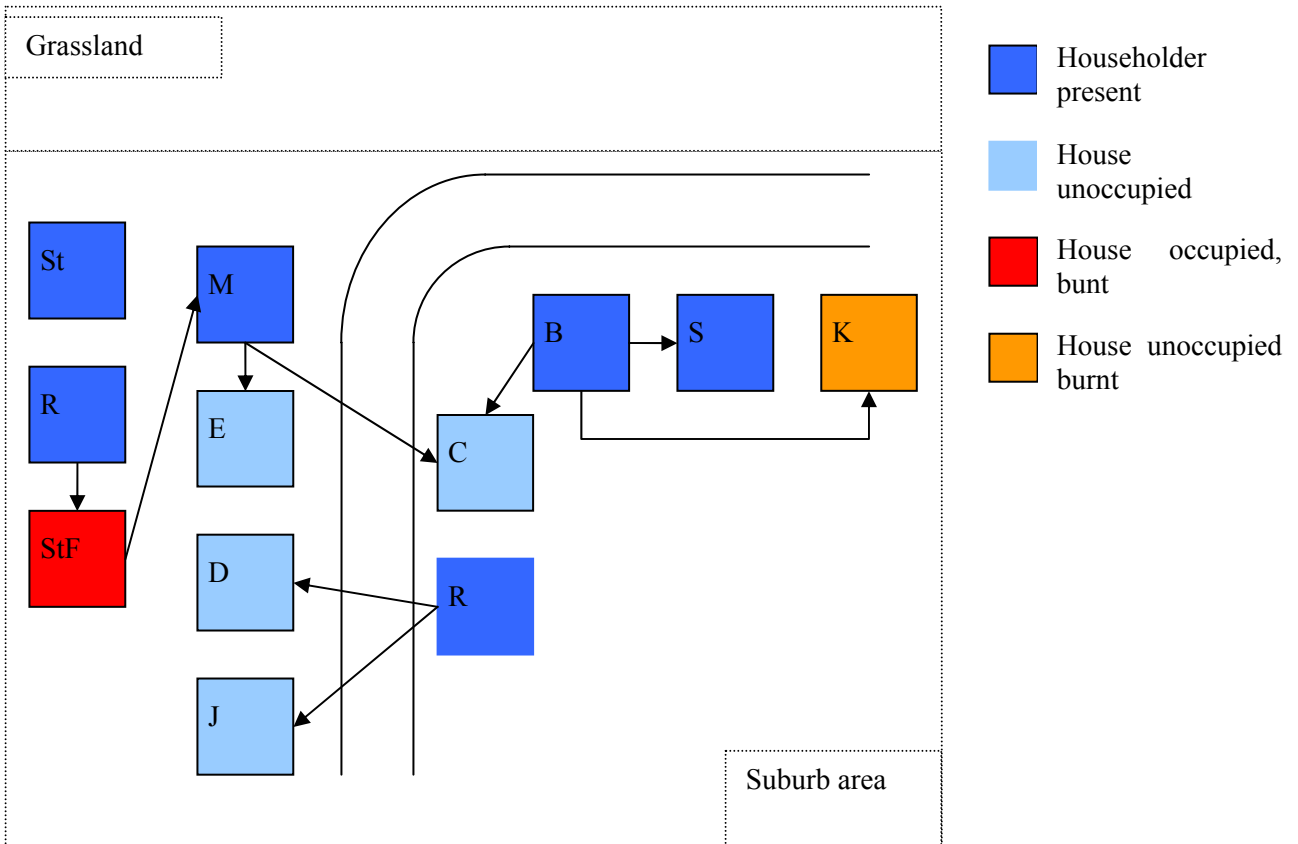 Grassland
St
M
R
E
StF
D
J
B
S
K
C
R
Suburb area
Householder
present
House
unoccupied
House occupied,
bunt
House unoccupied
burnt